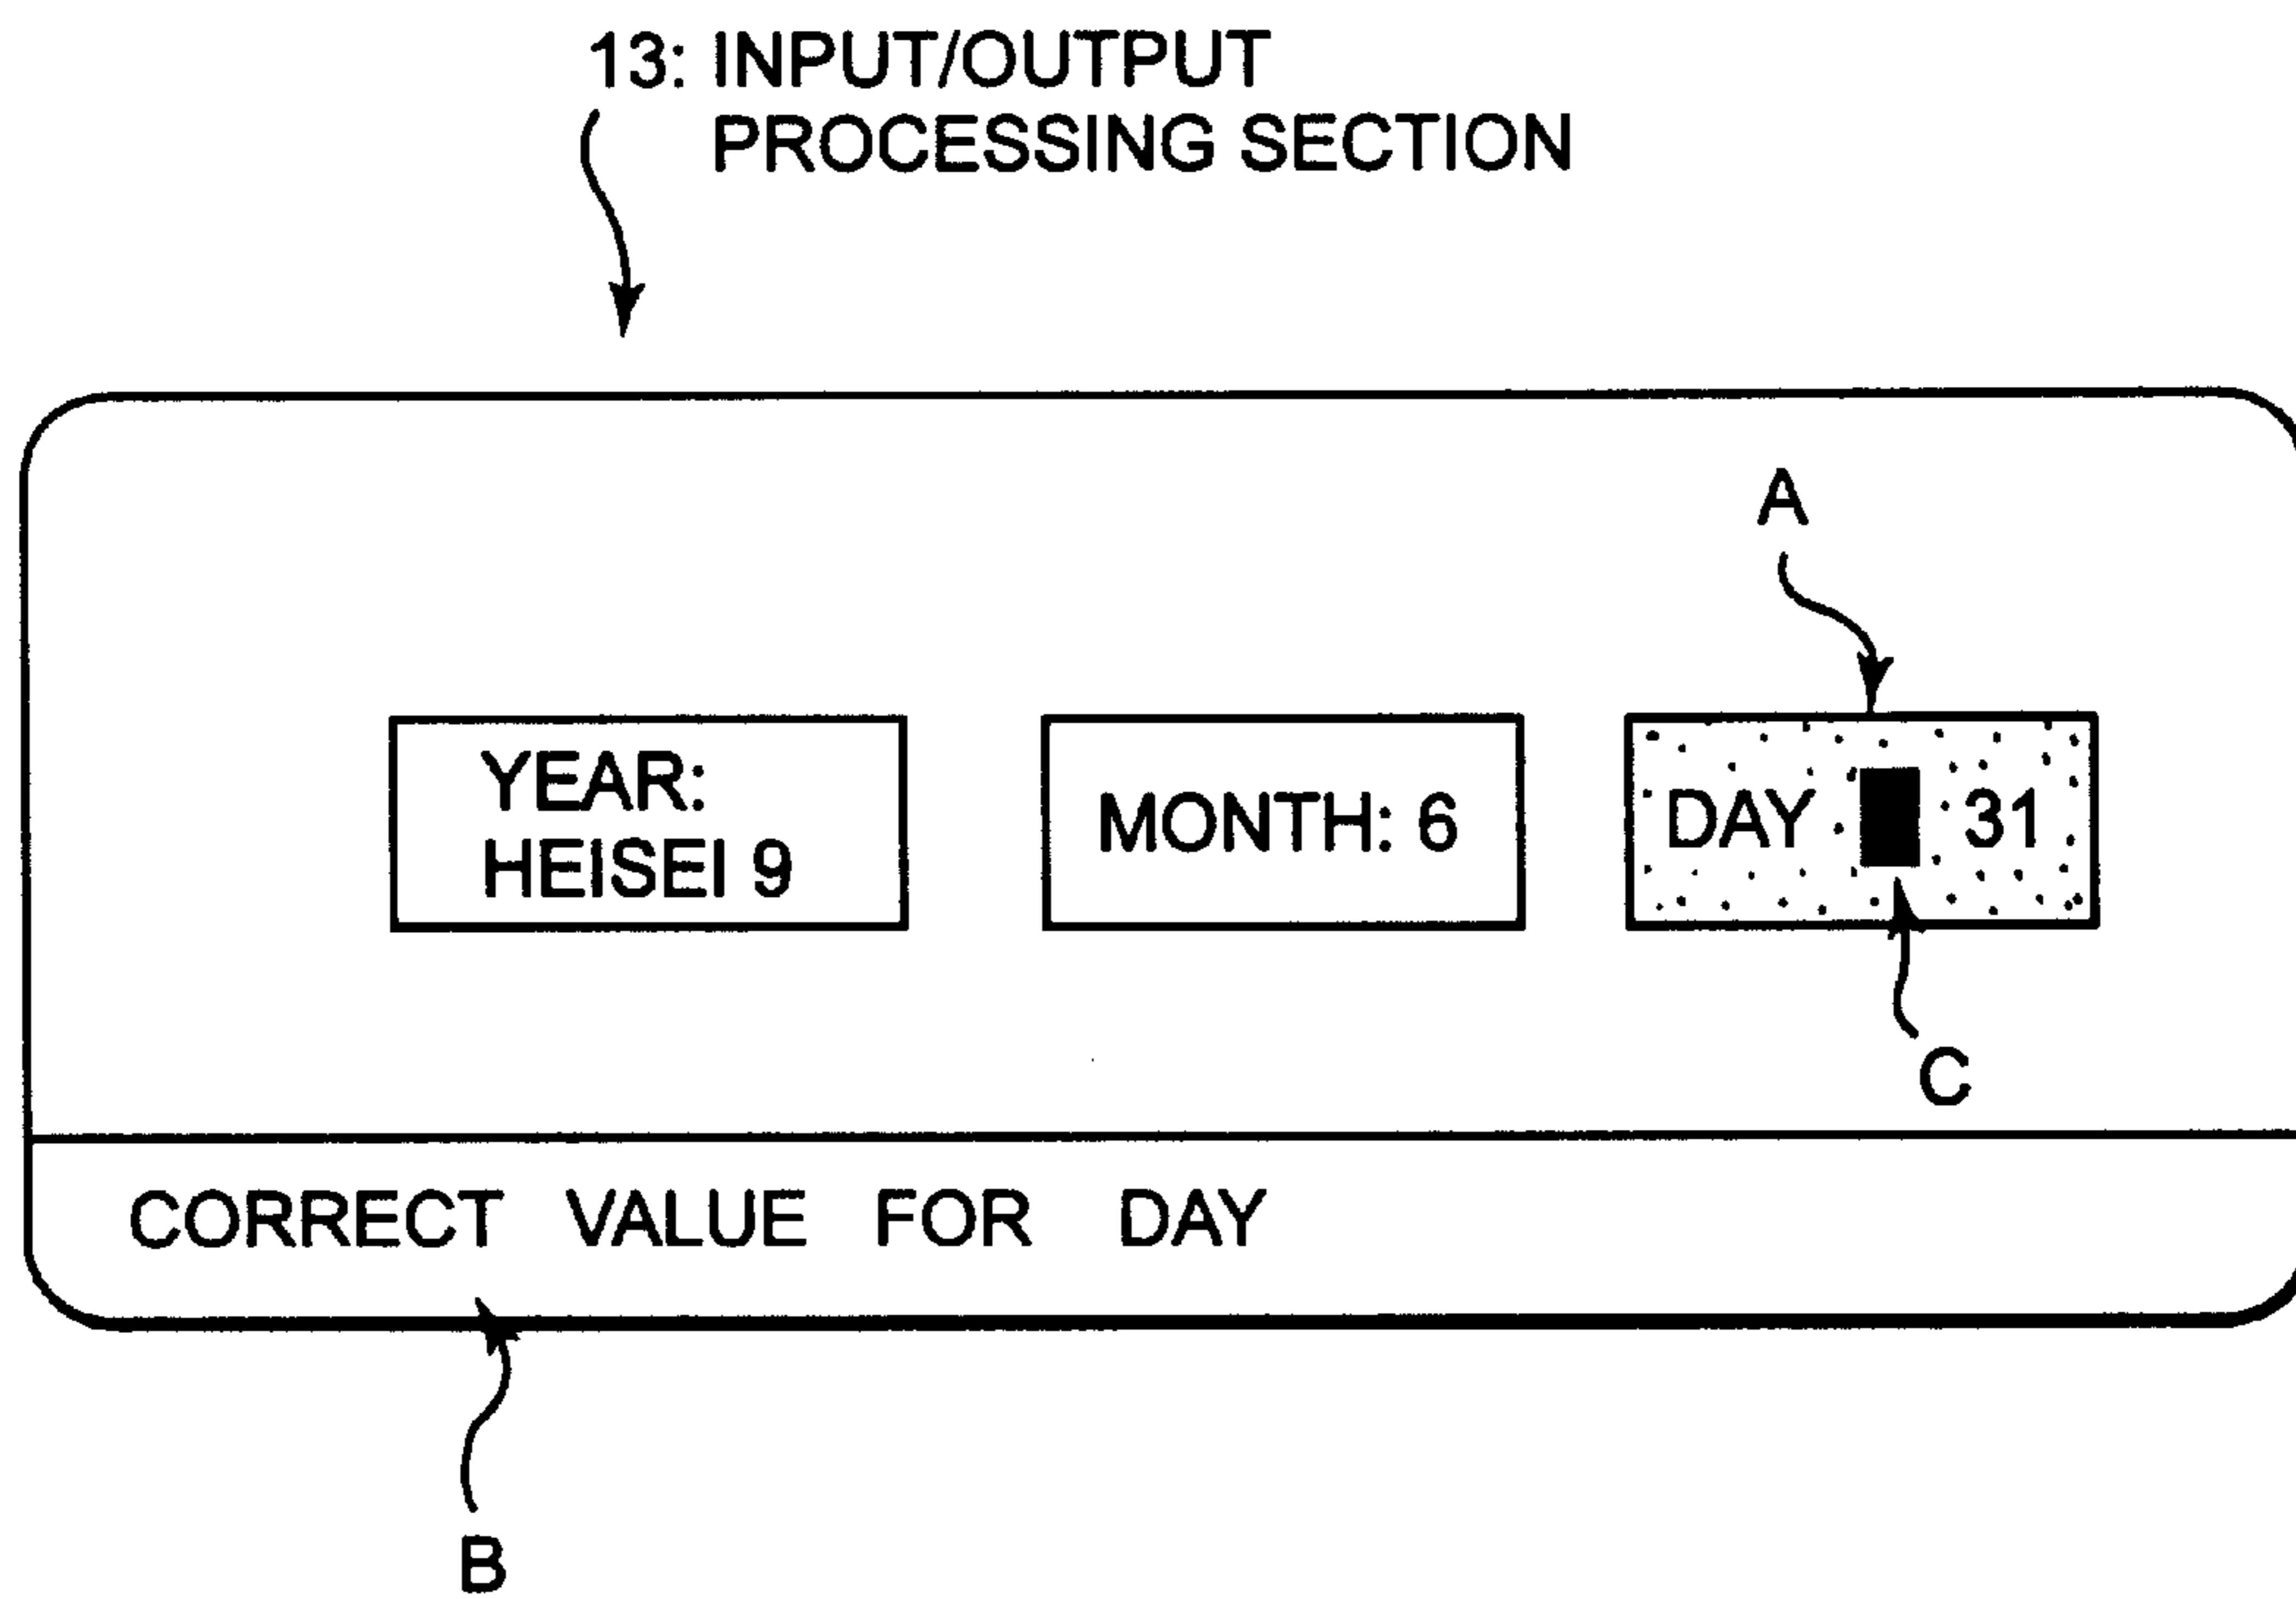 13: INPUT/OUTPUT
PROCESSING SECTION
A
YEAR:
HEISEI 9
MONTH: 6
DAY 31
C
CORRECT VALUE FOR DAY
B